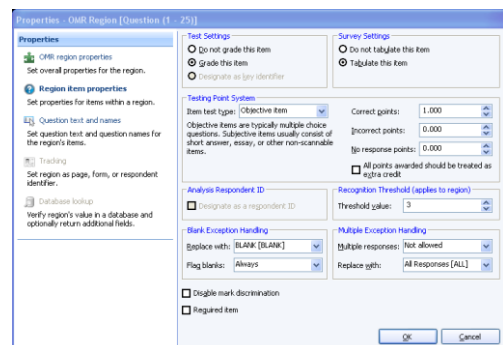 Properties - OMR Region [Question (1 - 25)]
Properties
OMR region properties
Set overall properties for the region.
Region item properties
Set properties for items within a region.
Question text and names
Set question text and question names for
the region's items.
Tracking
Set region as page, form, or respondent
identifier.
Database lookup
Verify region's value in a database and
optionally return additional fields.
Test Settings
Do not grade this item
Grade this item
Designate as key identifier
Survey Settings
Do not tabulate this item
Tabulate this item
Testing Point System
Item test type: Objective item
Objective items are typically multiple choice
questions. Subjective items usually consist of
short answer, essay, or other non-scannable
items.
Correct points: 1.000
Incorrect points: 0.000
No response points: 0.000
All points awarded should be treated as
extra credit
Analysis Respondent ID
Designate as a respondent ID
Recognition Threshold (applies to region)
Threshold value: 3
Blank Exception Handling
Replace with: BLANK [BLANK]
Flag blanks: Always
Multiple Exception Handling
Multiple responses: Not allowed
Replace with: All Responses [ALL]
Disable mark discrimination
Required item
OK
Cancel